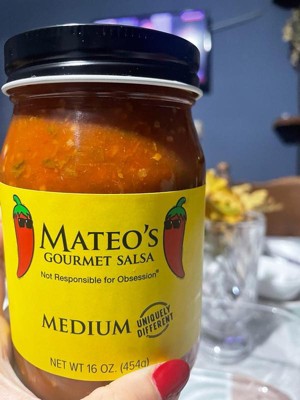 MATEO'S
GOURMET SALSA
Not Responsible for Obsession®
MEDIUM
UNIQUELY
DIFFERENT
NET WT 16 OZ. (454g)